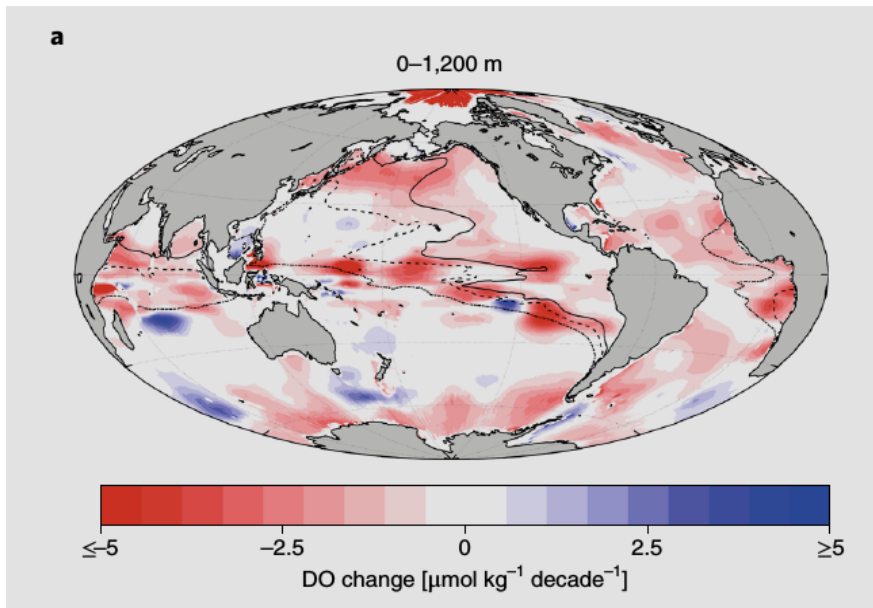 a
0–1,200 m
≤–5
–2.5
0
2.5
≥5
DO change [μmol kg⁻¹ decade⁻¹]